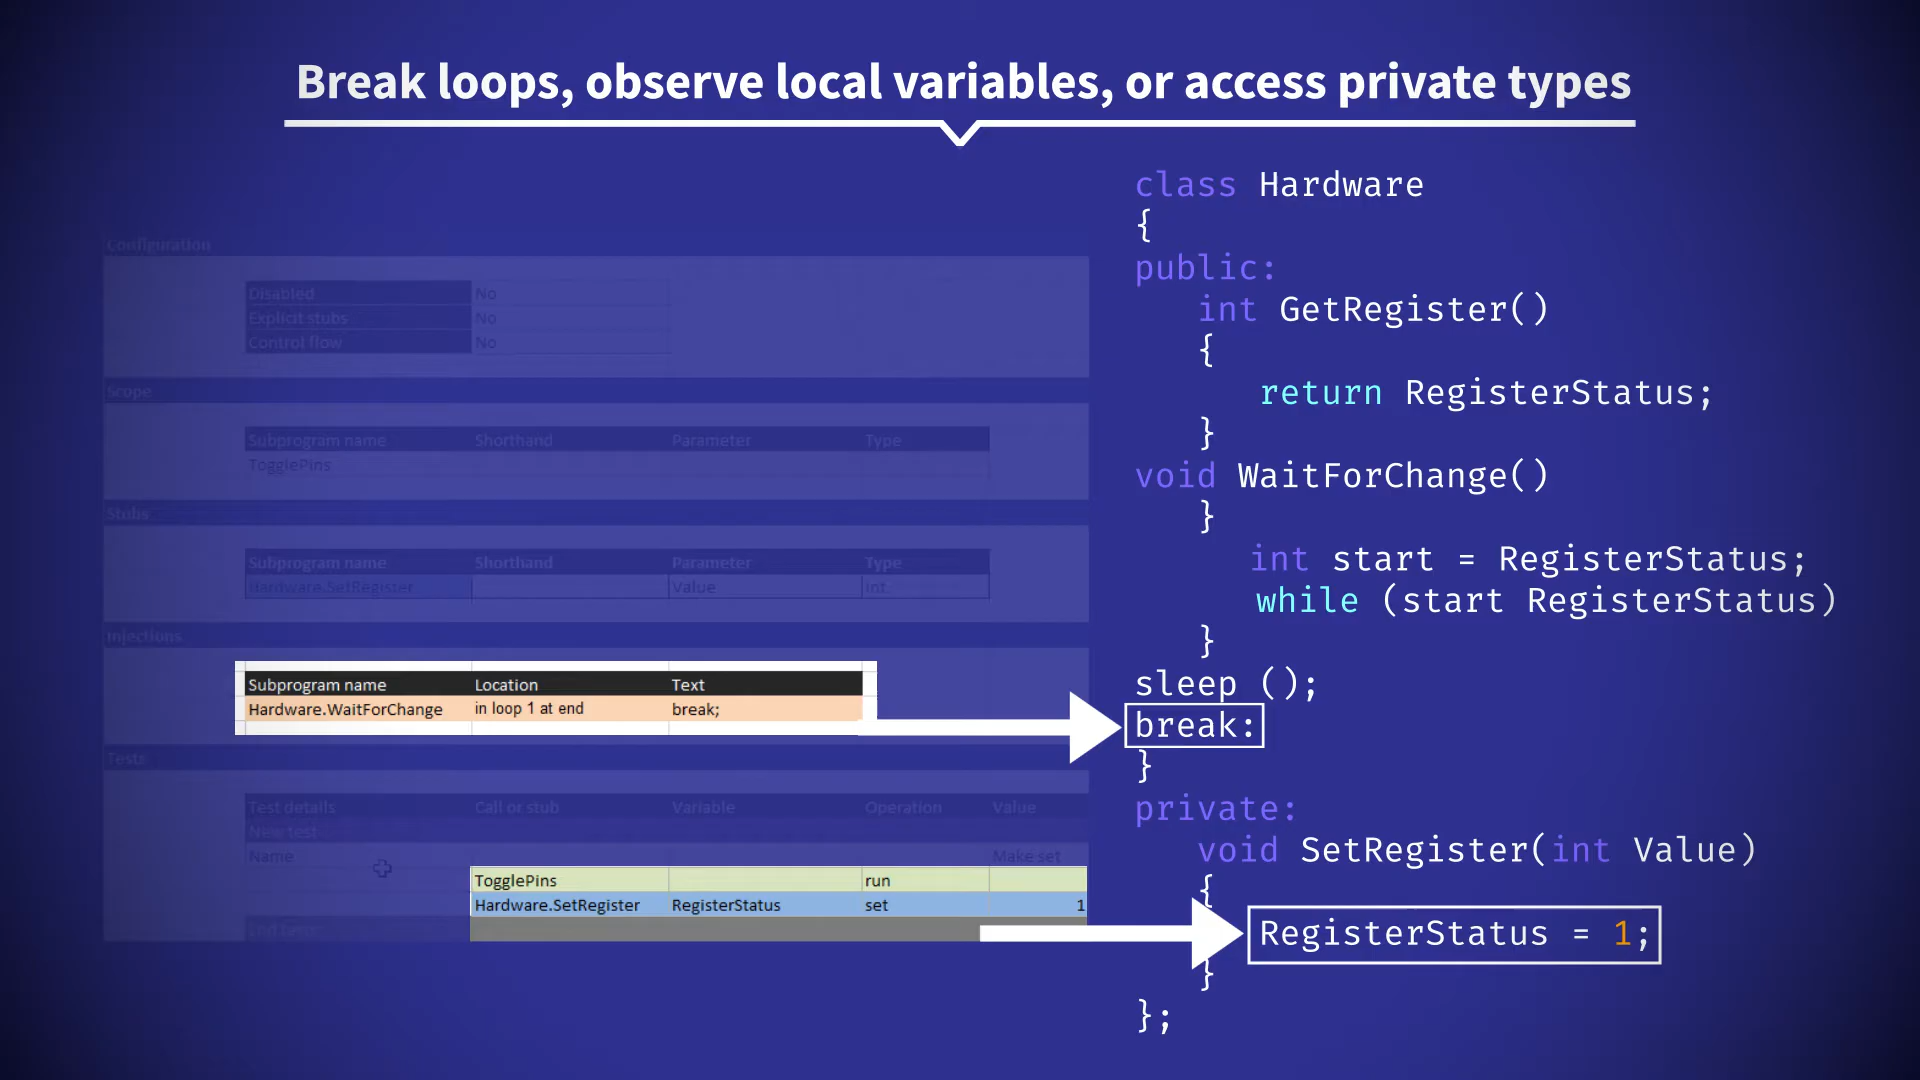 Break loops, observe local variables, or access private types
Configuration
Disabled No
Explicit stubs No
Control flow No
Scope
Subprogram name Shorthand Parameter Type
TogglePins
Stubs
Subprogram name Shorthand Parameter Type
Hardware.SetRegister Value int
Injections
Subprogram name Location Text
Hardware.WaitForChange in loop 1 at end break;
Tests
Test details Call or stub Variable Operation Value
New test
Name Make set
TogglePins run
Hardware.SetRegister RegisterStatus set 1
class Hardware
{
public:
int GetRegister()
{
return RegisterStatus;
}
void WaitForChange()
}
int start = RegisterStatus;
while (start RegisterStatus)
}
sleep ();
break:
}
private:
void SetRegister(int Value)
{
RegisterStatus = 1;
}
};